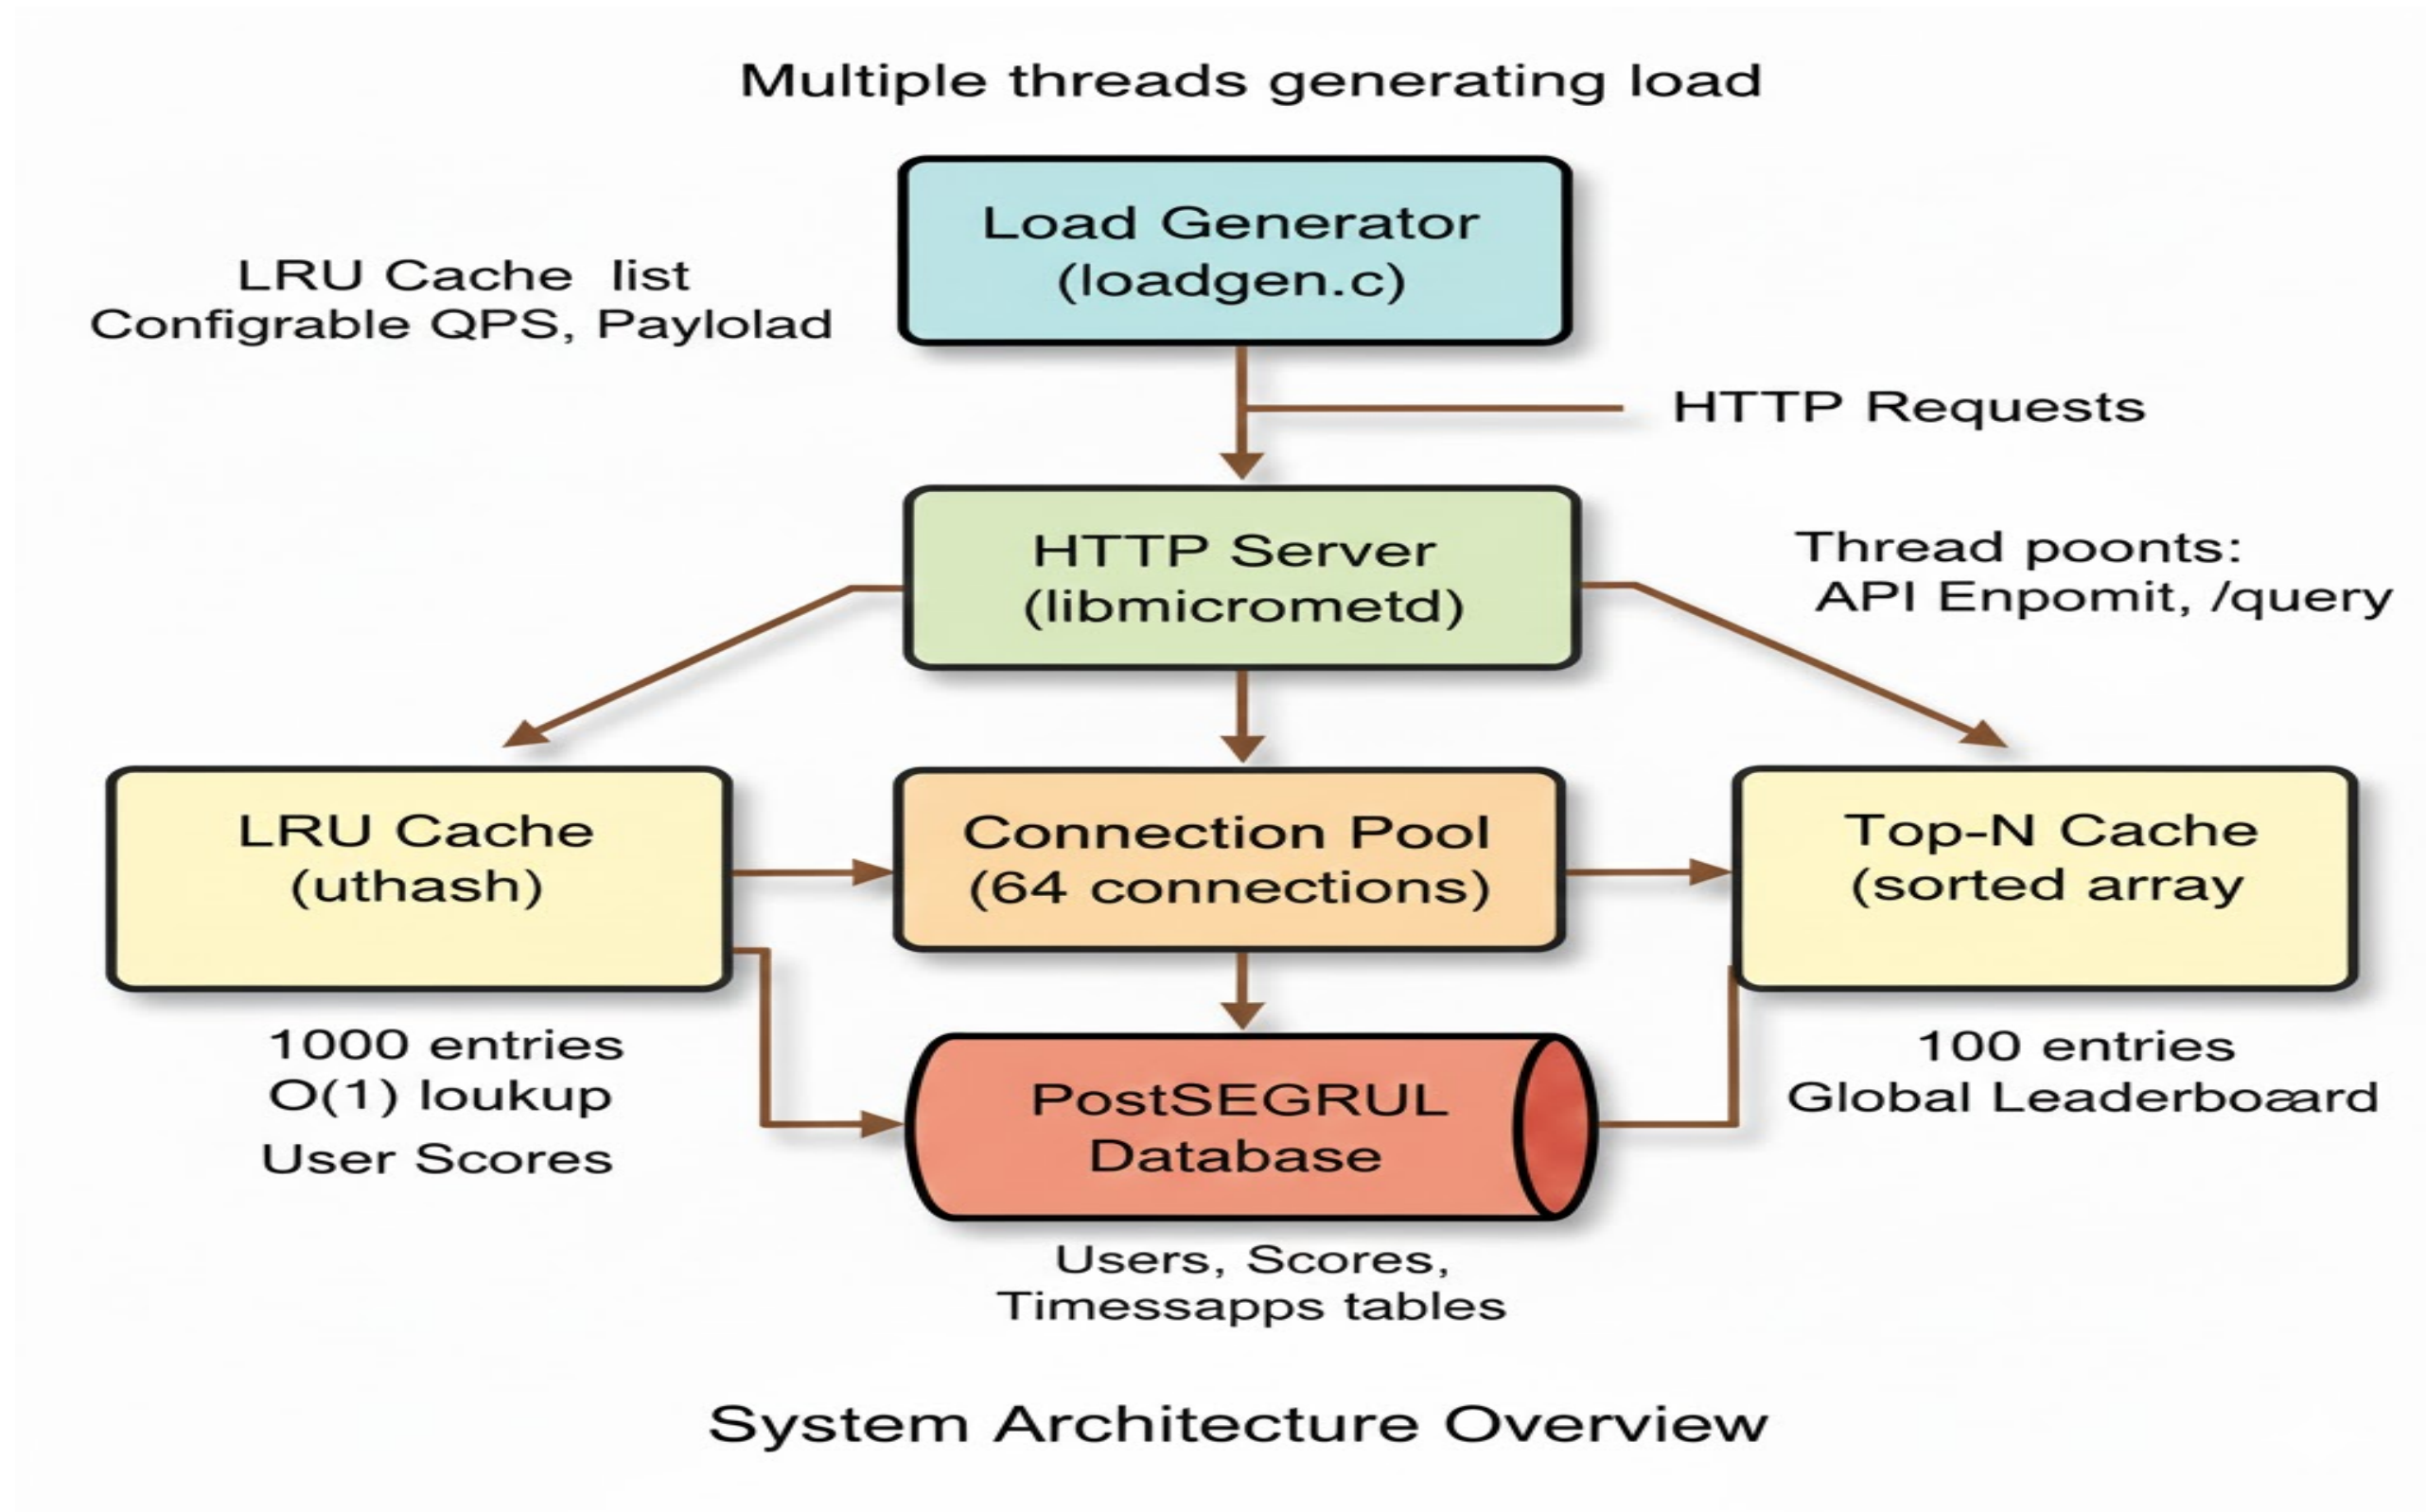 Multiple threads generating load
Load Generator
(loadgen.c)
LRU Cache list
Configrable QPS, Paylolad
HTTP Requests
HTTP Server
(libmicrometd)
Thread poonts:
API Enpomit, /query
LRU Cache
(uthash)
Connection Pool
(64 connections)
Top-N Cache
(sorted array
1000 entries
O(1) loukup
User Scores
PostSEGRUL
Database
100 entries
Global Leaderboaard
Users, Scores,
Timessapps tables
System Architecture Overview